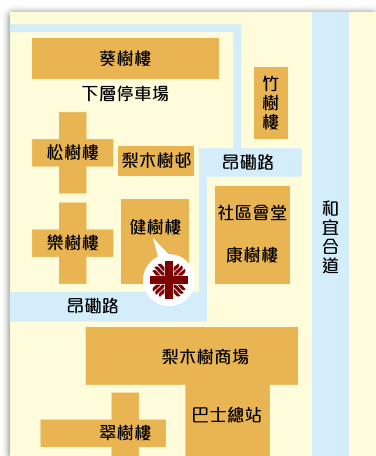 葵樹樓
下層停車場
竹樹樓
松樹樓
梨木樹邨
昂磡路
社區會堂
康樹樓
健樹樓
樂樹樓
和宜合道
昂磡路
梨木樹商場
巴士總站
翠樹樓